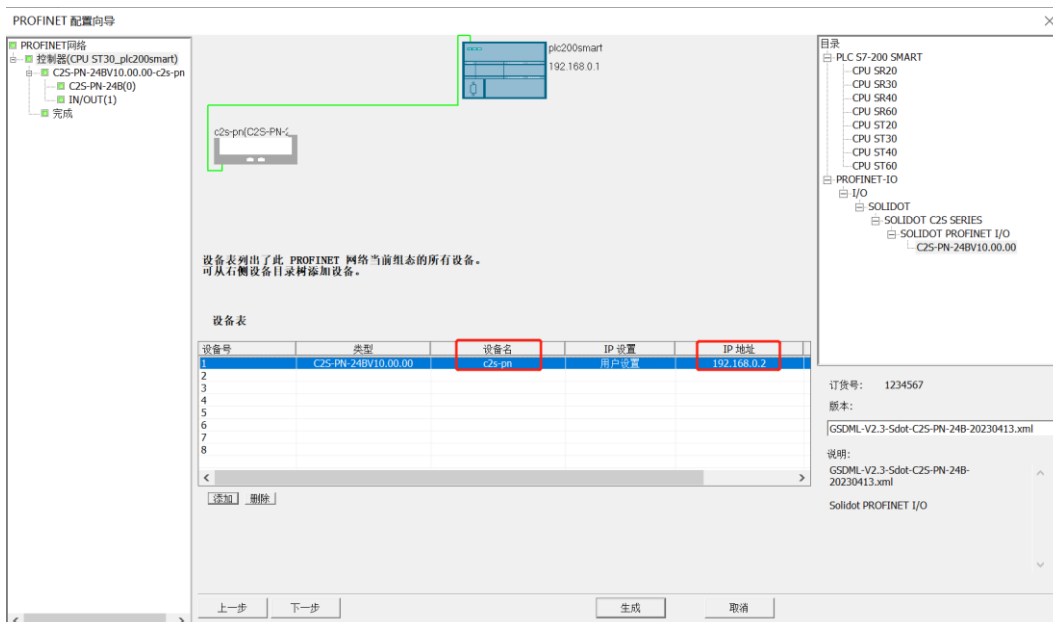 PROFINET 配置向导
PROFINET网络
控制器(CPU ST30_plc200smart)
C2S-PN-24BV10.00.00-c2s-pn
C2S-PN-24B(0)
IN/OUT(1)
完成
plc200smart
192.168.0.1
c2s-pn(C2S-PN-2
设备表列出了此 PROFINET 网络当前组态的所有设备。
可从右侧设备目录树添加设备。
设备表
设备号 类型 设备名 IP 设置 IP 地址
1 C2S-PN-24BV10.00.00 c2s-pn 用户设置 192.168.0.2
2
3
4
5
6
7
8
添加 删除
上一步 下一步 生成 取消
目录
PLC S7-200 SMART
CPU SR20
CPU SR30
CPU SR40
CPU SR60
CPU ST20
CPU ST30
CPU ST40
CPU ST60
PROFINET-IO
I/O
SOLIDOT
SOLIDOT C2S SERIES
SOLIDOT PROFINET I/O
C2S-PN-24BV10.00.00
订货号: 1234567
版本:
GSDML-V2.3-Sdot-C2S-PN-24B-20230413.xml
说明:
GSDML-V2.3-Sdot-C2S-PN-24B-
20230413.xml
Solidot PROFINET I/O